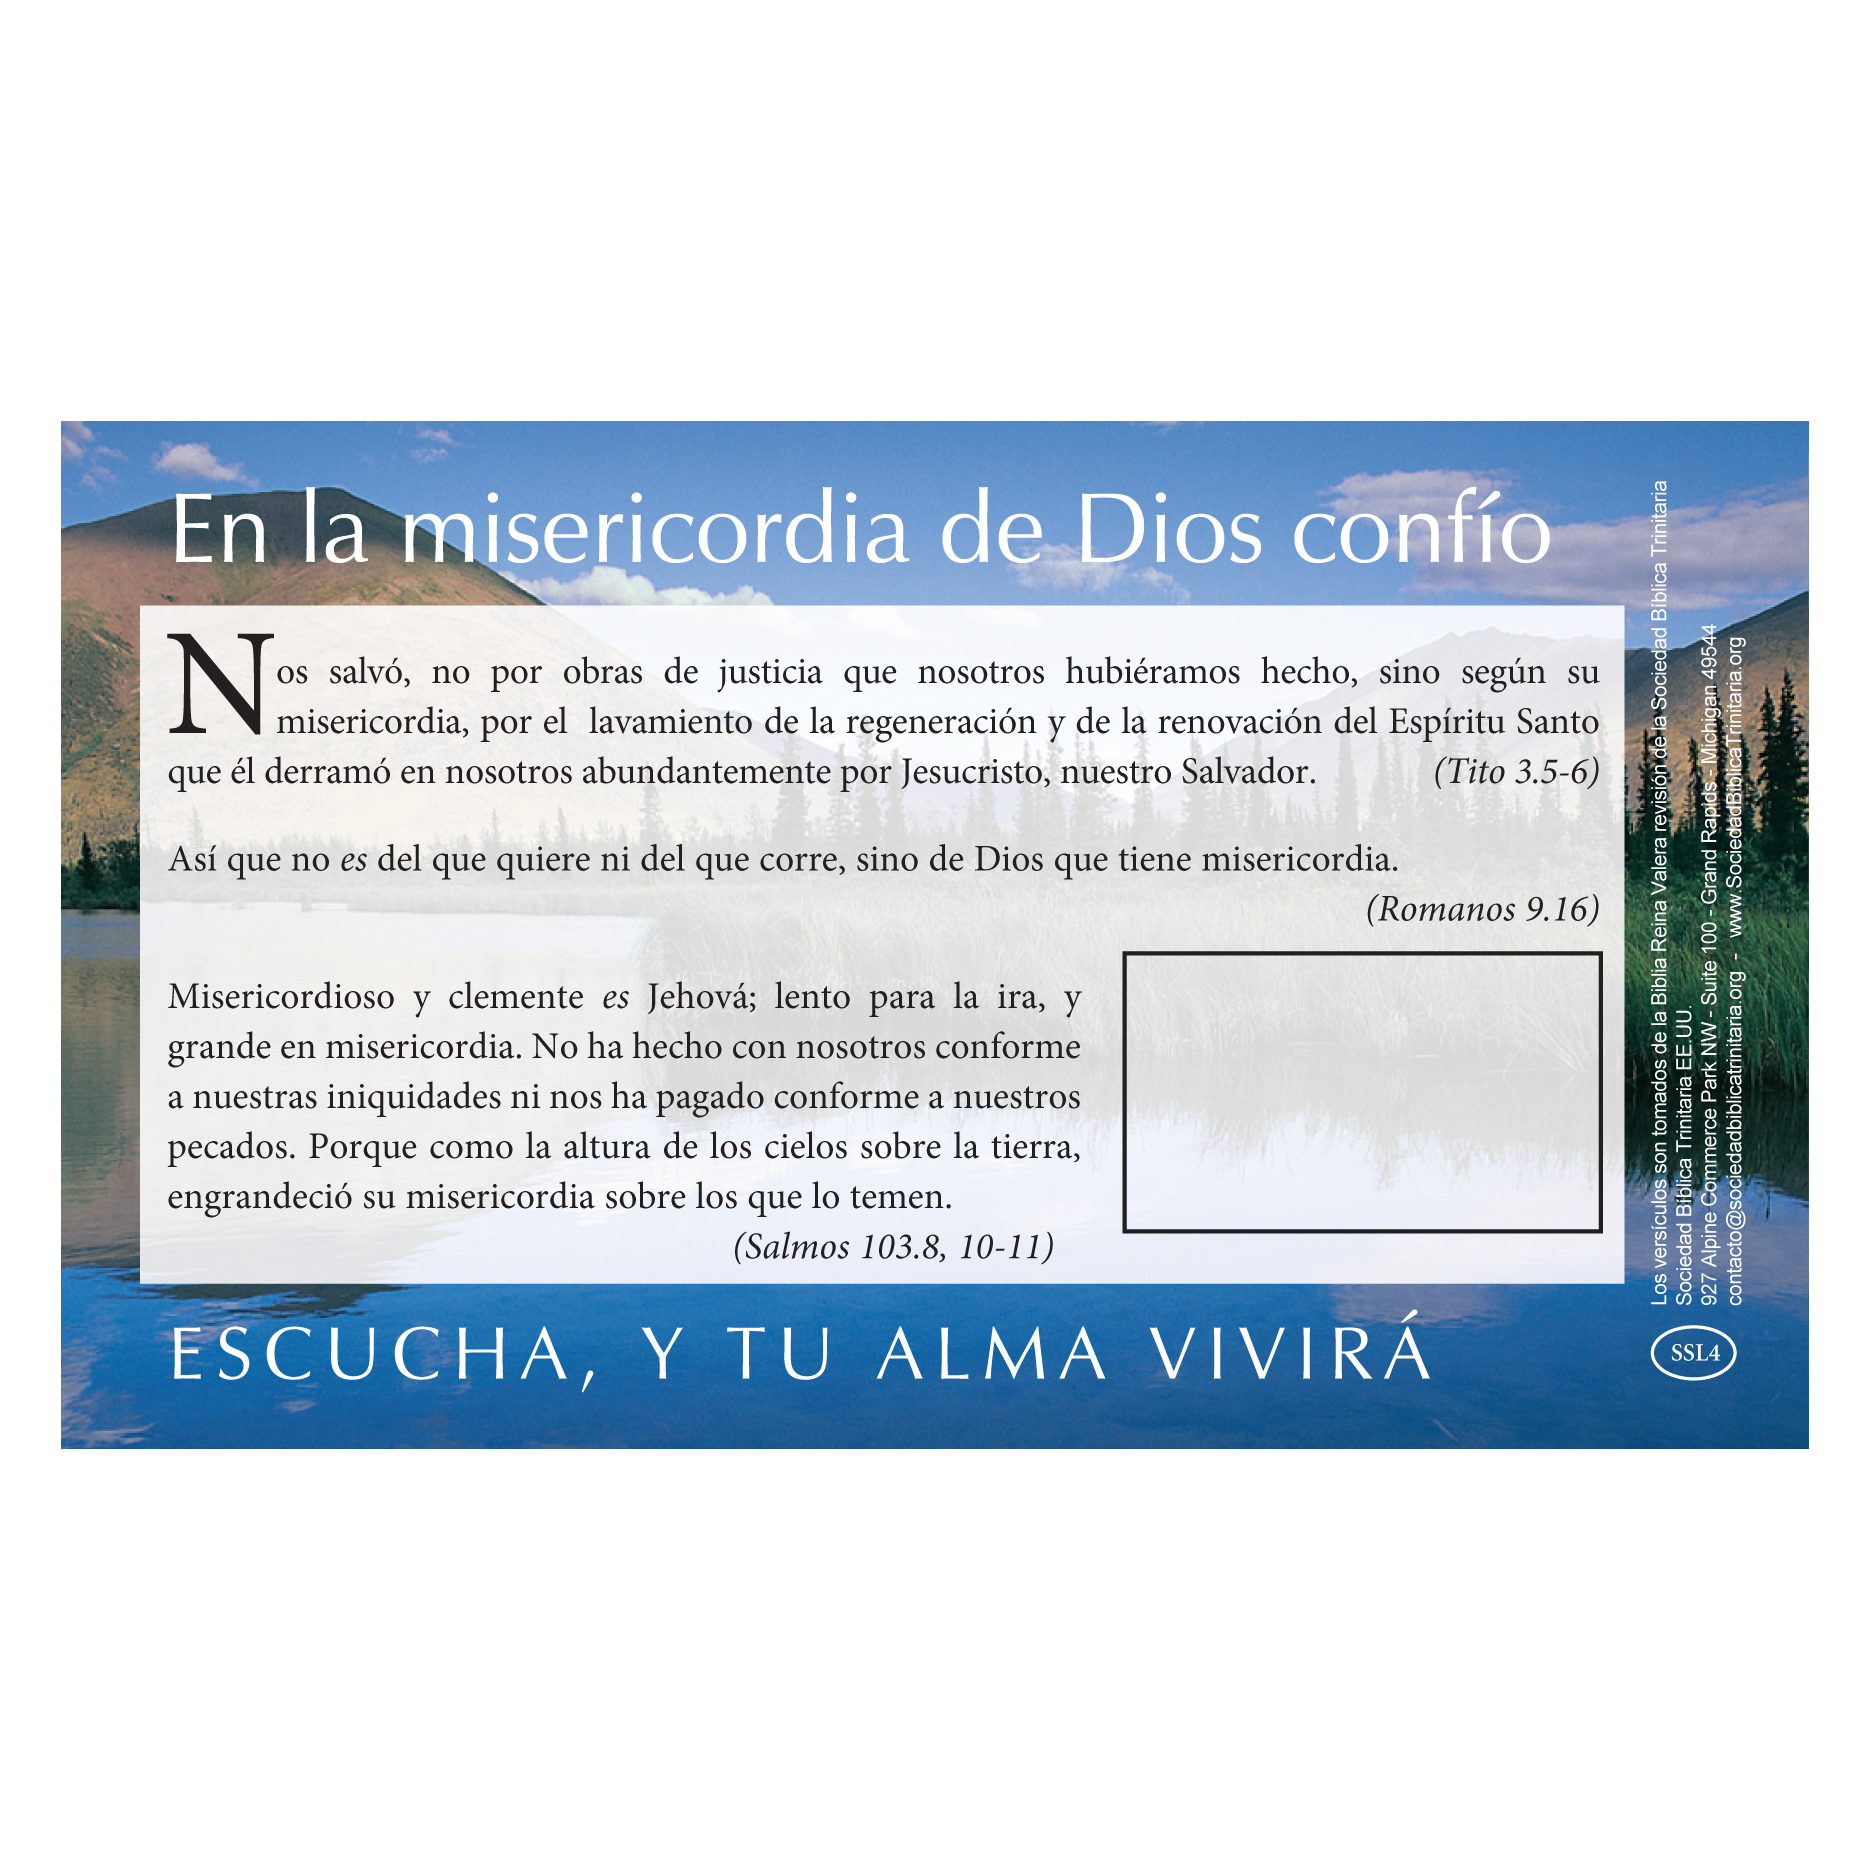 En la misericordia de Dios confío
Nos salvó, no por obras de justicia que nosotros hubiéramos hecho, sino según su
misericordia, por el lavamiento de la regeneración y de la renovación del Espíritu Santo
que él derramó en nosotros abundantemente por Jesucristo, nuestro Salvador. (Tito 3.5-6)
Así que no es del que quiere ni del que corre, sino de Dios que tiene misericordia.
(Romanos 9.16)
Misericordioso y clemente es Jehová; lento para la ira, y
grande en misericordia. No ha hecho con nosotros conforme
a nuestras iniquidades ni nos ha pagado conforme a nuestros
pecados. Porque como la altura de los cielos sobre la tierra,
engrandeció su misericordia sobre los que lo temen.
(Salmos 103.8, 10-11)
ESCUCHA, Y TU ALMA VIVIRÁ
Los versículos son tomados de la Biblia Reina Valera revisión de la Sociedad Bíblica Trinitaria
Sociedad Bíblica Trinitaria EE.UU.
927 Alpine Commerce Park NW - Suite 100 - Grand Rapids - Michigan 49544
contacto@sociedadbiblicatrinitaria.org - www.SociedadBiblicaTrinitaria.org
SSL4